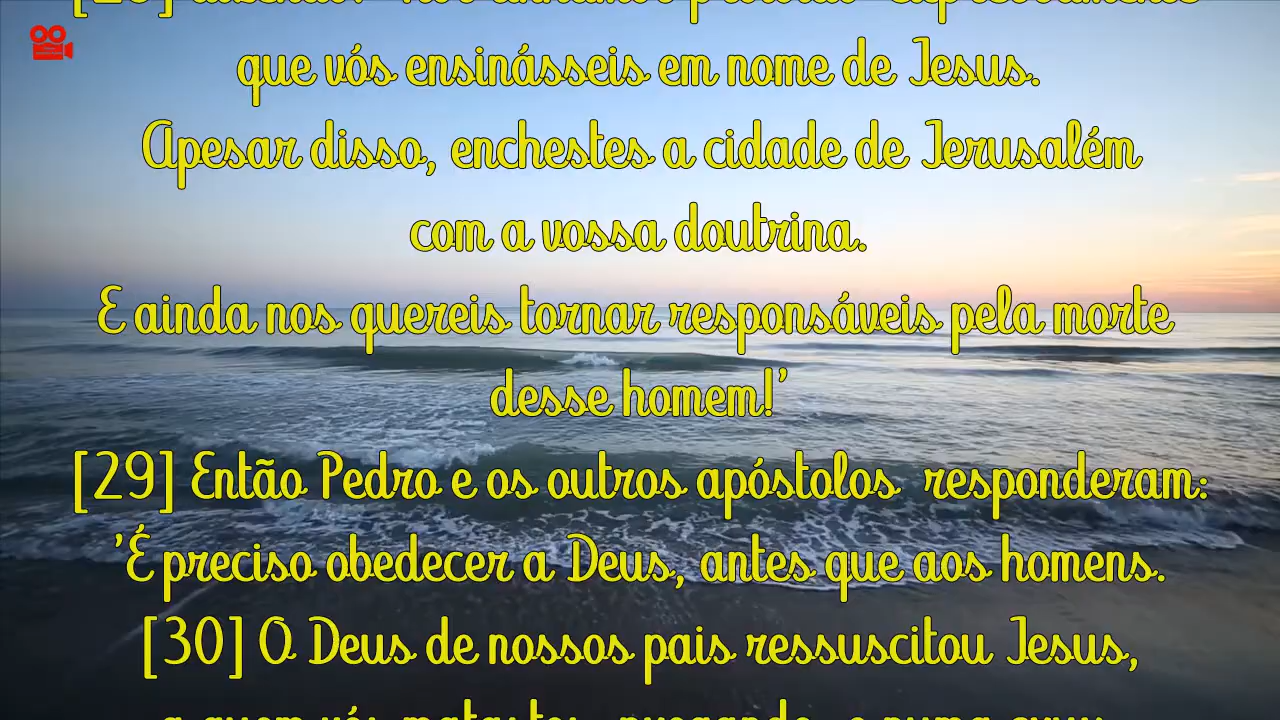 que vós ensinásseis em nome de Jesus.
Apesar disso, enchestes a cidade de Jerusalém
com a vossa doutrina.
E ainda nos quereis tornar responsáveis pela morte
desse homem!'
[29] Então Pedro e os outros apóstolos responderam:
'É preciso obedecer a Deus, antes que aos homens.
[30] O Deus de nossos pais ressuscitou Jesus,